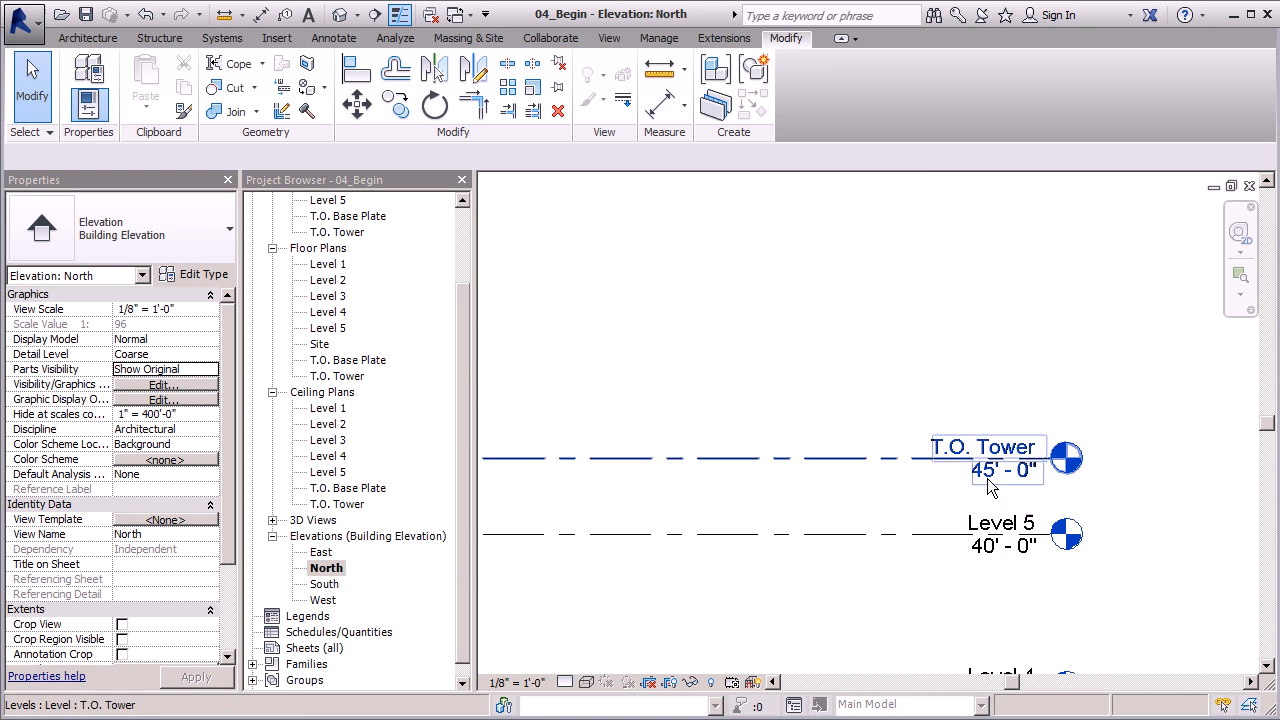 04_Begin - Elevation: North
Type a keyword or phrase
Sign In
Architecture
Structure
Systems
Insert
Annotate
Analyze
Massing & Site
Collaborate
View
Manage
Extensions
Modify
Modify
Paste
Cope
Cut
Join
Select
Properties
Clipboard
Geometry
Modify
View
Measure
Create
Properties
Elevation
Building Elevation
Elevation: North
Edit Type
Graphics
View Scale 1/8" = 1'-0"
Scale Value 1: 96
Display Model Normal
Detail Level Coarse
Parts Visibility Show Original
Visibility/Graphics ... Edit...
Graphic Display O... Edit...
Hide at scales co... 1" = 400'-0"
Discipline Architectural
Color Scheme Loc... Background
Color Scheme <none>
Default Analysis ... None
Reference Label
Identity Data
View Template <None>
View Name North
Dependency Independent
Title on Sheet
Referencing Sheet
Referencing Detail
Extents
Crop View
Crop Region Visible
Annotation Crop
Properties help
Apply
Project Browser - 04_Begin
Level 5
T.O. Base Plate
T.O. Tower
Floor Plans
Level 1
Level 2
Level 3
Level 4
Level 5
Site
T.O. Base Plate
T.O. Tower
Ceiling Plans
Level 1
Level 2
Level 3
Level 4
Level 5
T.O. Base Plate
T.O. Tower
3D Views
Elevations (Building Elevation)
East
North
South
West
Legends
Schedules/Quantities
Sheets (all)
Families
Groups
2D
T.O. Tower
45' - 0"
Level 5
40' - 0"
Level 4
1/8" = 1'-0"
Levels : Level : T.O. Tower
:0
Main Model